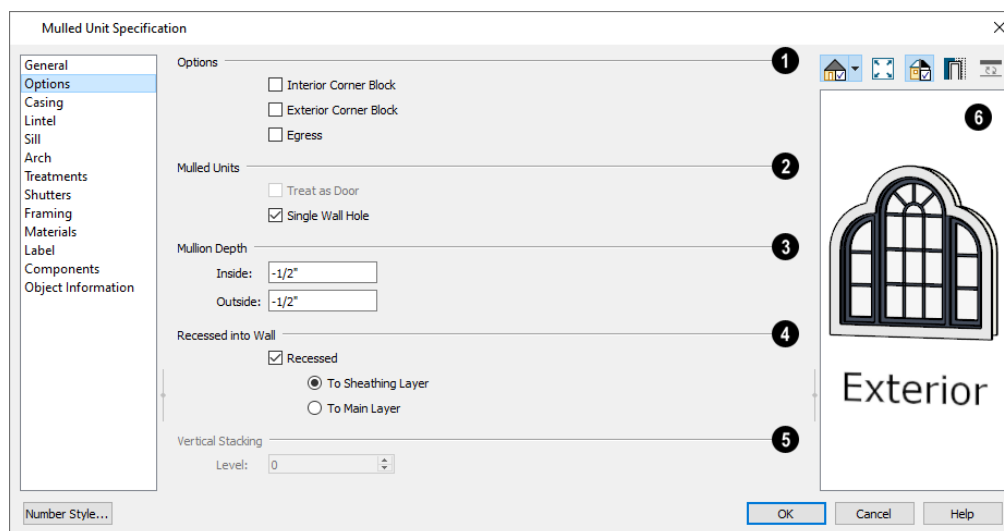 Mulled Unit Specification
General
Options
Casing
Lintel
Sill
Arch
Treatments
Shutters
Framing
Materials
Label
Components
Object Information
Options 1
Interior Corner Block
Exterior Corner Block
Egress
Mulled Units 2
Treat as Door
Single Wall Hole
Mullion Depth 3
Inside: -1/2"
Outside: -1/2"
Recessed into Wall 4
Recessed
To Sheathing Layer
To Main Layer
Vertical Stacking 5
Level: 0
6
Exterior
Number Style...
OK
Cancel
Help